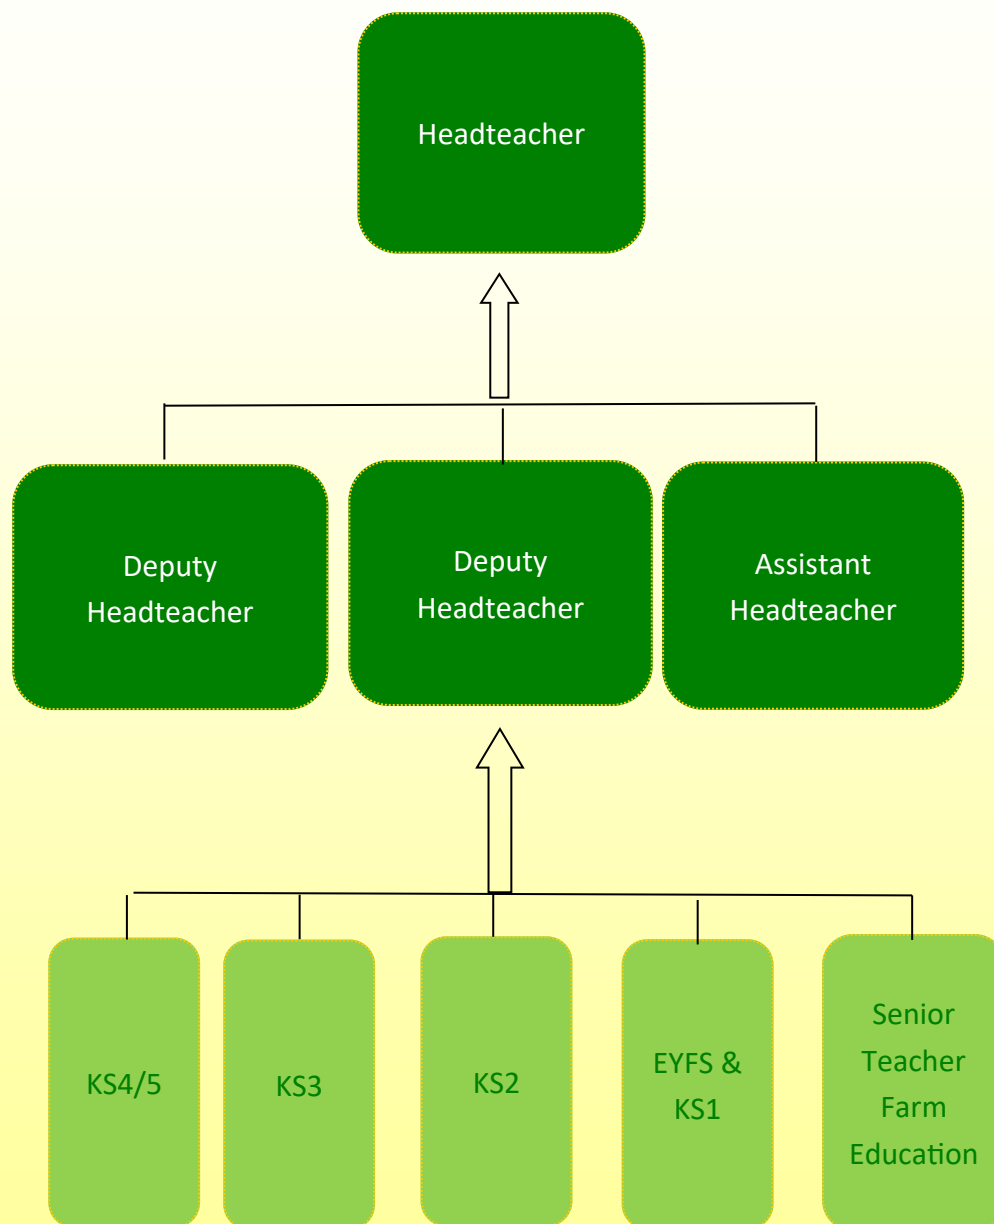 Headteacher
Deputy
Headteacher
Deputy
Headteacher
Assistant
Headteacher
KS4/5
KS3
KS2
EYFS &
KS1
Senior
Teacher
Farm
Education